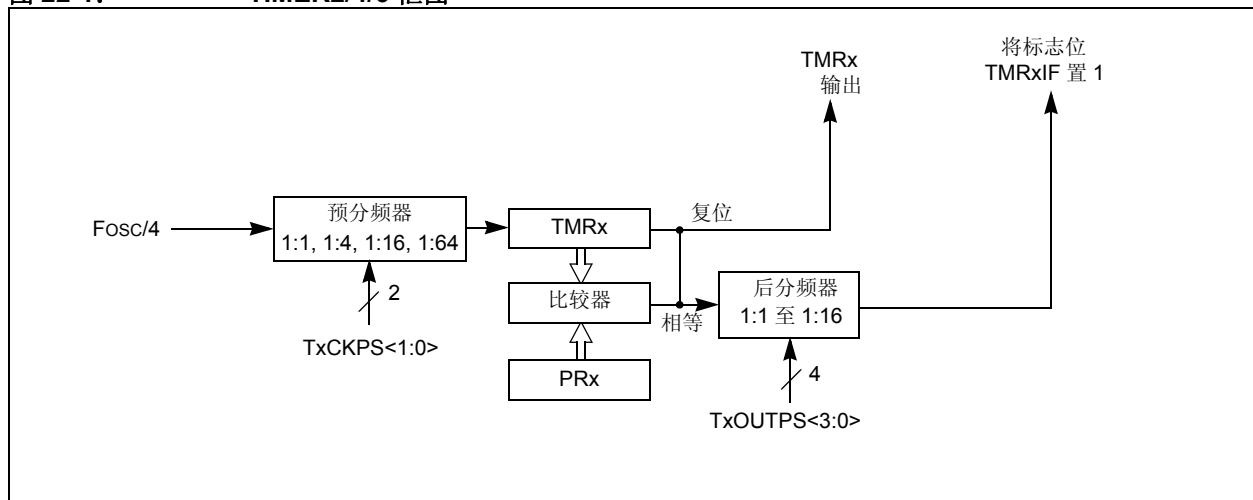 TMRx
输出
将标志位
TMRxIF 置 1
Fosc/4
预分频器
1:1, 1:4, 1:16, 1:64
TMRx
复位
2
TxCKPS<1:0>
比较器
相等
后分频器
1:1 至 1:16
PRx
4
TxOUTPS<3:0>